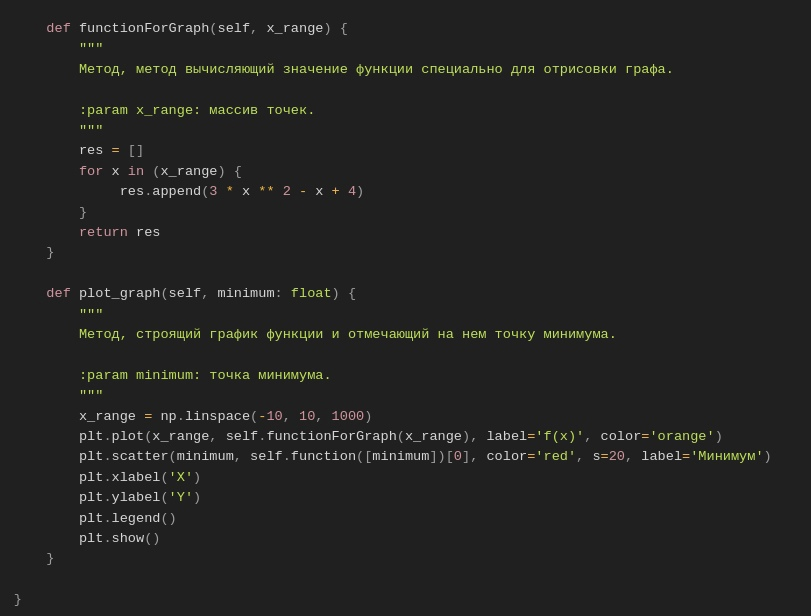 def functionForGraph(self, x_range) {
"""
Метод, метод вычисляющий значение функции специально для отрисовки графа.
:param x_range: массив точек.
"""
res = []
for x in (x_range) {
res.append(3 * x ** 2 - x + 4)
}
return res
}
def plot_graph(self, minimum: float) {
"""
Метод, строящий график функции и отмечающий на нем точку минимума.
:param minimum: точка минимума.
"""
x_range = np.linspace(-10, 10, 1000)
plt.plot(x_range, self.functionForGraph(x_range), label='f(x)', color='orange')
plt.scatter(minimum, self.function([minimum])[0], color='red', s=20, label='Минимум')
plt.xlabel('X')
plt.ylabel('Y')
plt.legend()
plt.show()
}
}